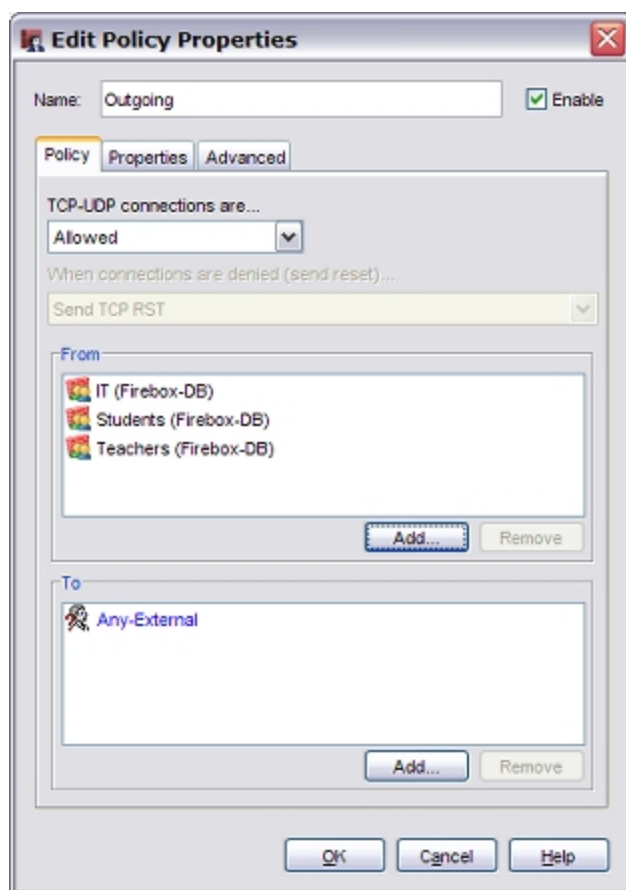 Edit Policy Properties
Name: Outgoing Enable
Policy Properties Advanced
TCP-UDP connections are...
Allowed
When connections are denied (send reset)...
Send TCP RST
From
IT (Firebox-DB)
Students (Firebox-DB)
Teachers (Firebox-DB)
Add... Remove
To
Any-External
Add... Remove
OK Cancel Help